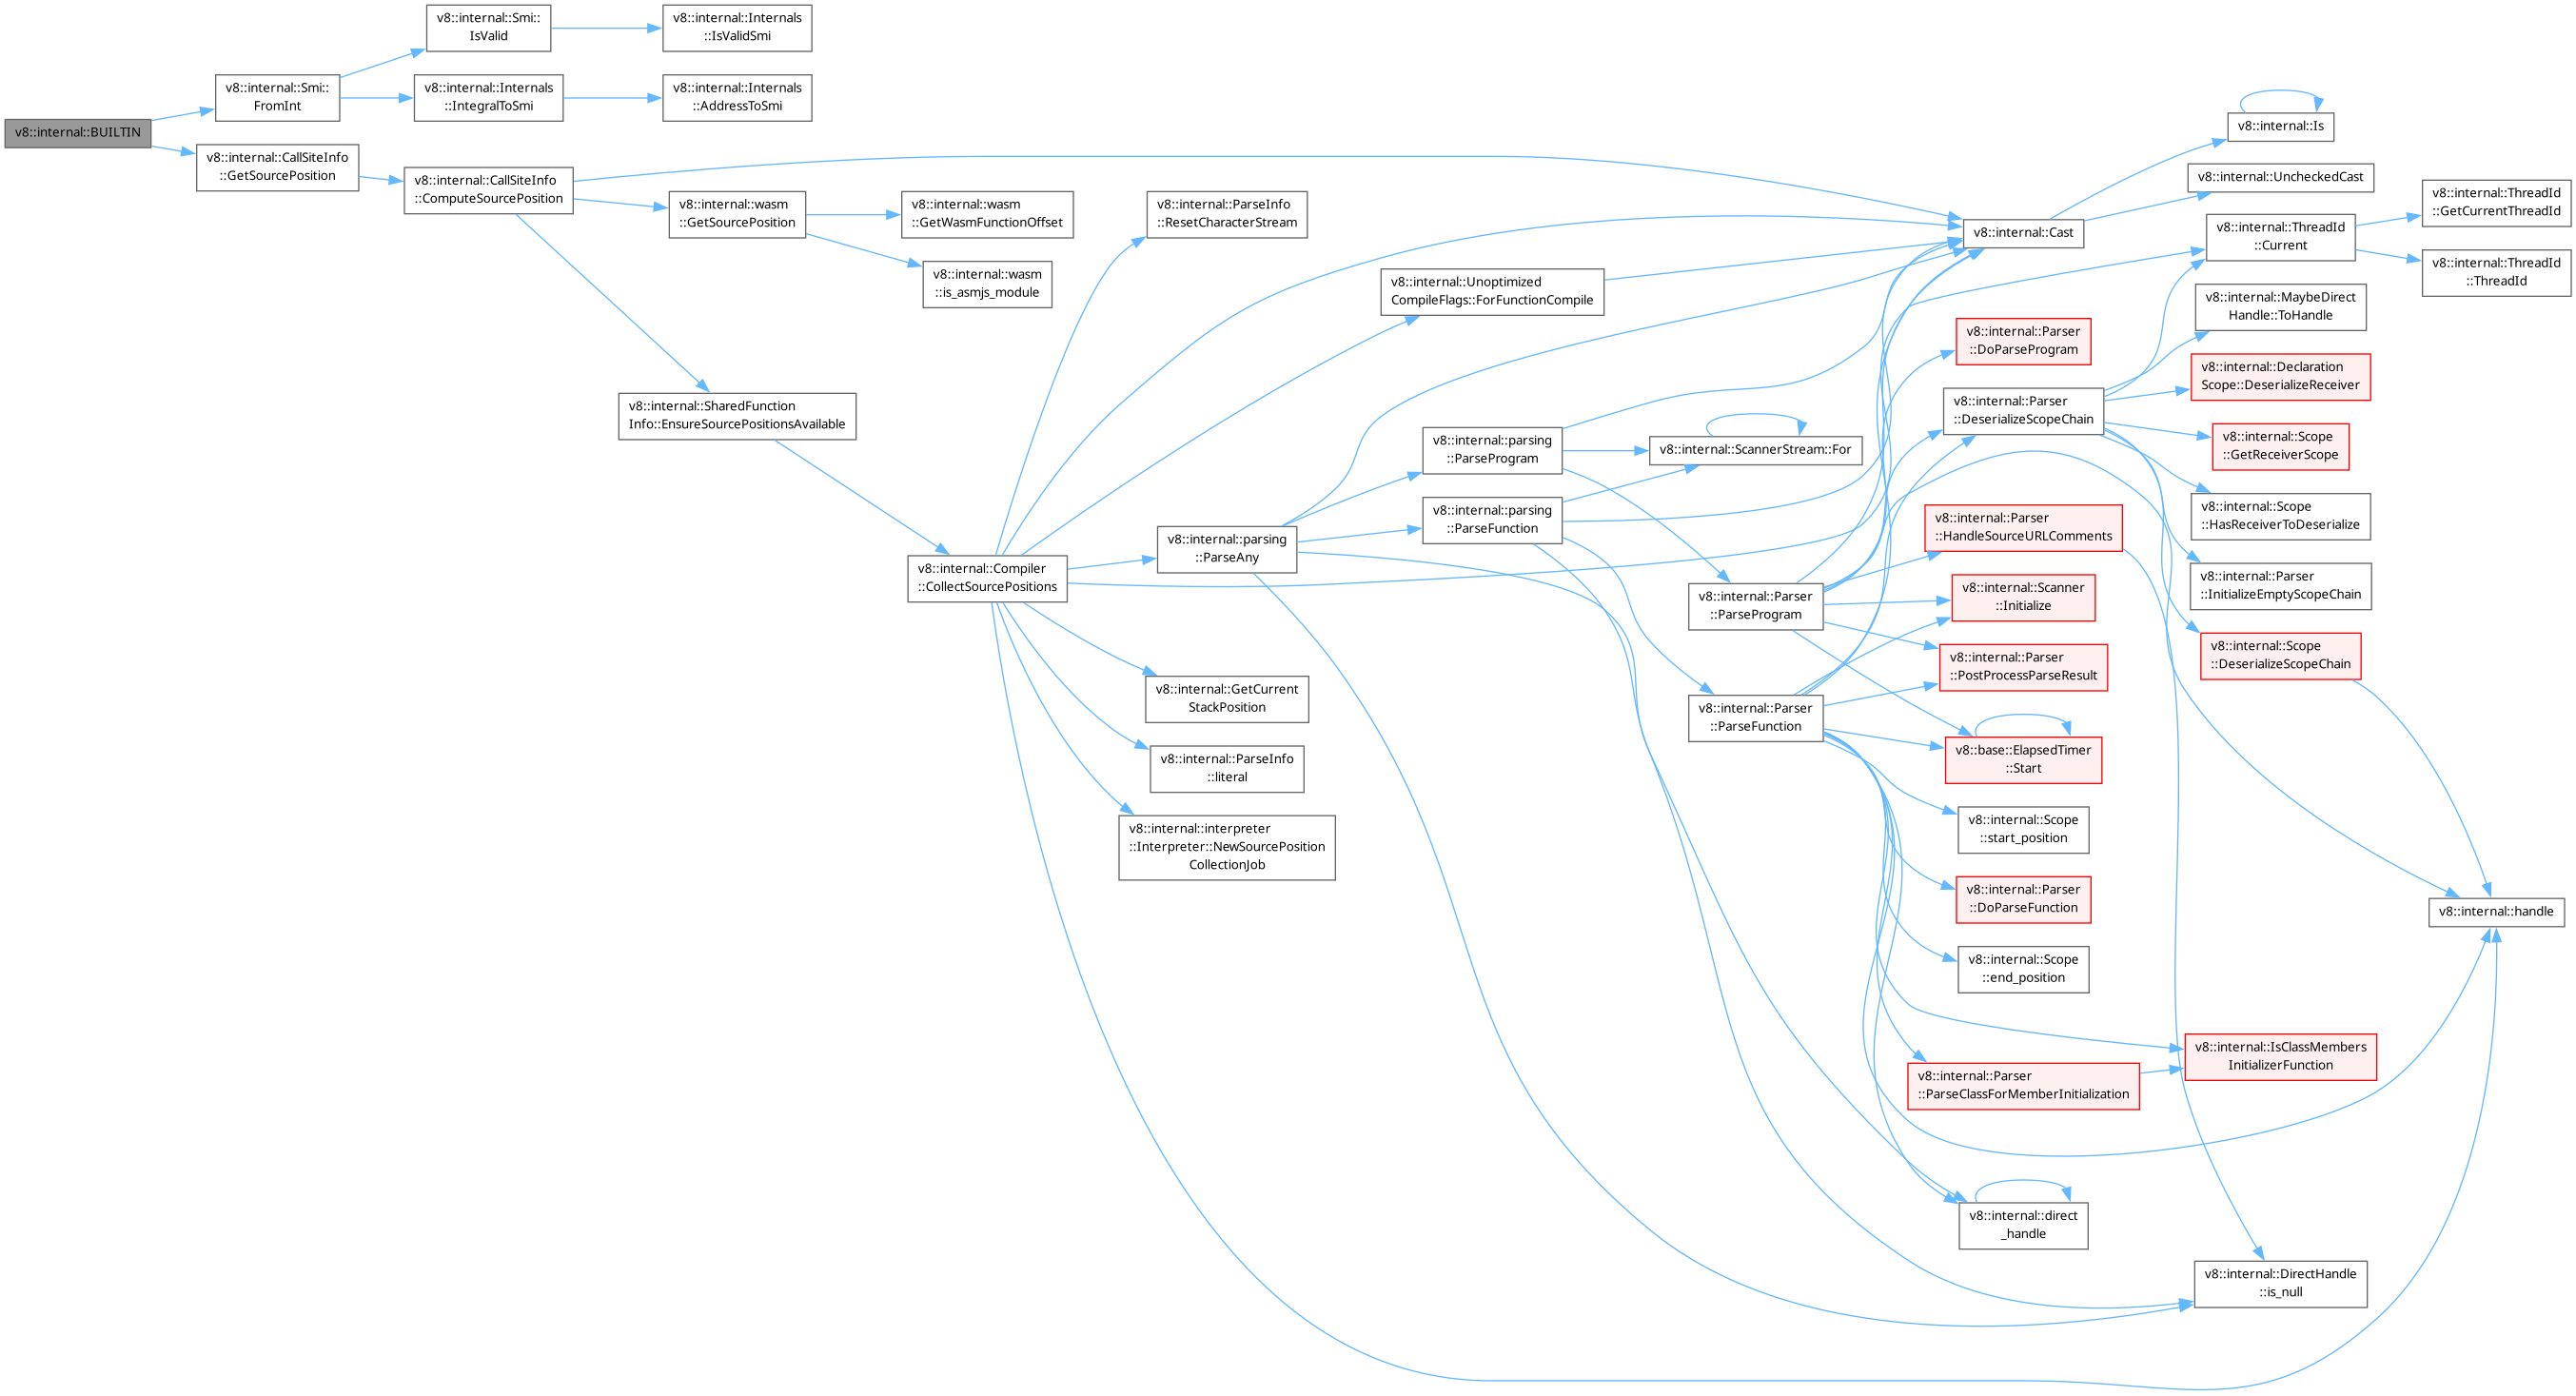 v8::internal::BUILTIN
v8::internal::Smi::
FromInt
v8::internal::Smi::
IsValid
v8::internal::Internals
::IsValidSmi
v8::internal::Internals
::IntegralToSmi
v8::internal::Internals
::AddressToSmi
v8::internal::CallSiteInfo
::GetSourcePosition
v8::internal::CallSiteInfo
::ComputeSourcePosition
v8::internal::wasm
::GetSourcePosition
v8::internal::wasm
::GetWasmFunctionOffset
v8::internal::wasm
::is_asmjs_module
v8::internal::SharedFunction
Info::EnsureSourcePositionsAvailable
v8::internal::Compiler
::CollectSourcePositions
v8::internal::ParseInfo
::ResetCharacterStream
v8::internal::Unoptimized
CompileFlags::ForFunctionCompile
v8::internal::parsing
::ParseAny
v8::internal::GetCurrent
StackPosition
v8::internal::ParseInfo
::literal
v8::internal::interpreter
::Interpreter::NewSourcePosition
CollectionJob
v8::internal::parsing
::ParseProgram
v8::internal::parsing
::ParseFunction
v8::internal::ScannerStream::For
v8::internal::Parser
::ParseProgram
v8::internal::Parser
::ParseFunction
v8::internal::Cast
v8::internal::Is
v8::internal::UncheckedCast
v8::internal::ThreadId
::Current
v8::internal::ThreadId
::GetCurrentThreadId
v8::internal::ThreadId
::ThreadId
v8::internal::Parser
::DoParseProgram
v8::internal::Parser
::DeserializeScopeChain
v8::internal::MaybeDirect
Handle::ToHandle
v8::internal::Declaration
Scope::DeserializeReceiver
v8::internal::Scope
::GetReceiverScope
v8::internal::Scope
::HasReceiverToDeserialize
v8::internal::Parser
::InitializeEmptyScopeChain
v8::internal::Scope
::DeserializeScopeChain
v8::internal::Parser
::HandleSourceURLComments
v8::internal::Scanner
::Initialize
v8::internal::Parser
::PostProcessParseResult
v8::base::ElapsedTimer
::Start
v8::internal::Scope
::start_position
v8::internal::Parser
::DoParseFunction
v8::internal::Scope
::end_position
v8::internal::Parser
::ParseClassForMemberInitialization
v8::internal::IsClassMembers
InitializerFunction
v8::internal::handle
v8::internal::direct
_handle
v8::internal::DirectHandle
::is_null